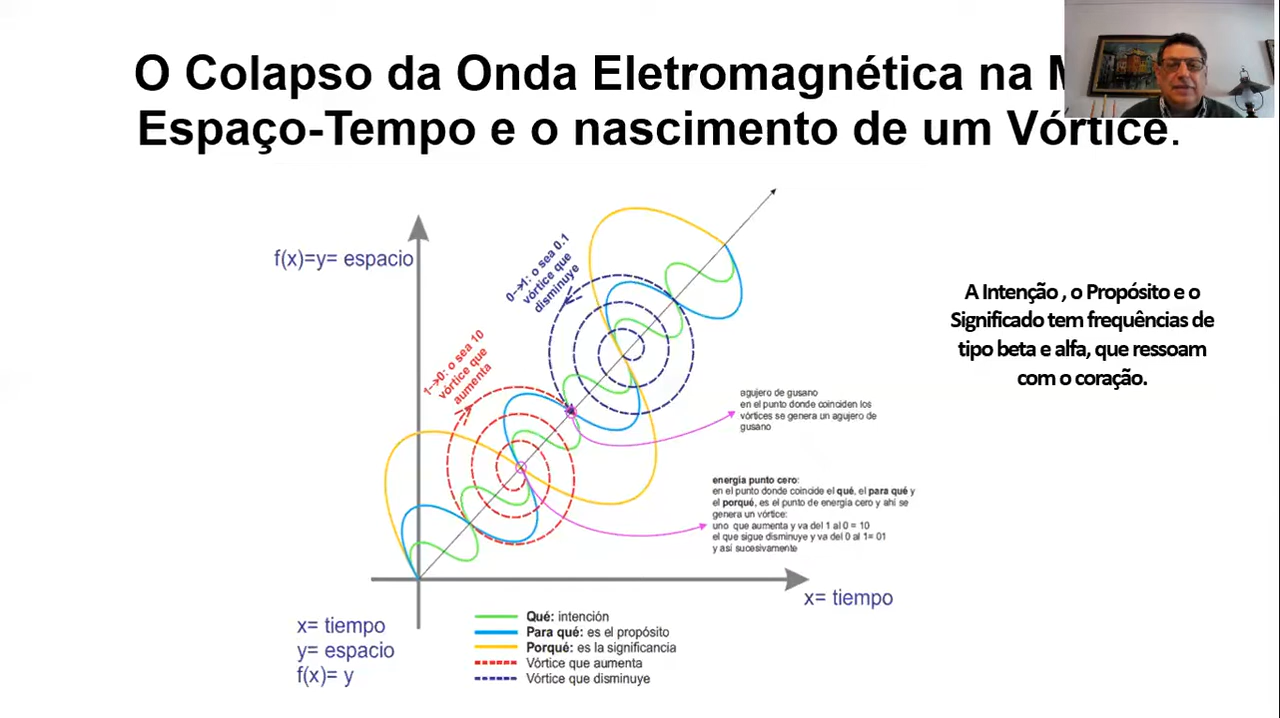 O Colapso da Onda Eletromagnética na
Espaço-Tempo e o nascimento de um Vórtice.
f(x)=y= espacio
0→1: o sea 0.1
vórtice que
disminuye
1→0: o sea 10
vórtice que
aumenta
A Intenção , o Propósito e o
Significado tem frequências de
tipo beta e alfa, que ressoam
com o coração.
agujero de gusano
en el punto donde coinciden los
vórtices se genera un agujero de
gusano
energía punto cero:
en el punto donde coincide el qué, el para qué y
el porqué, es el punto de energía cero y ahí se
genera un vórtice:
uno que aumenta y va del 1 al 0 = 10
el que sigue disminuye y va del 0 al 1= 01
y así sucesivamente
x= tiempo
x= tiempo
y= espacio
f(x)= y
Qué: intención
Para qué: es el propósito
Porqué: es la significancia
Vórtice que aumenta
Vórtice que disminuye